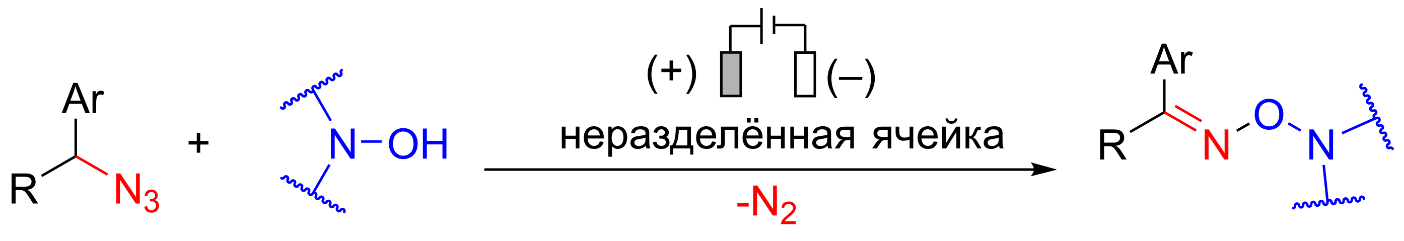 Ar
R
N3
+
N
OH
(+)
(–)
неразделённая ячейка
-N2
Ar
R
N
O
N